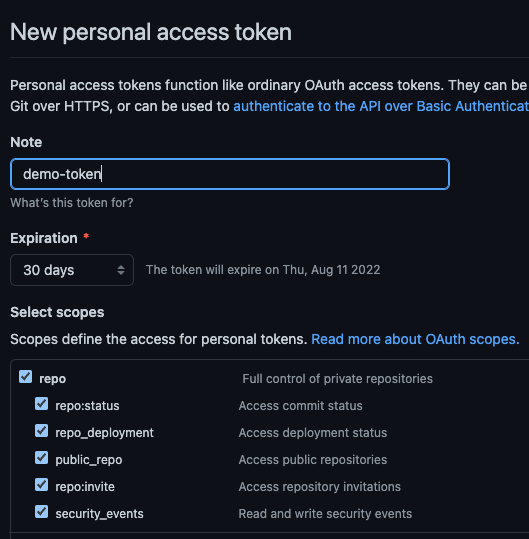 New personal access token
Personal access tokens function like ordinary OAuth access tokens. They can be
Git over HTTPS, or can be used to authenticate to the API over Basic Authenticat
Note
demo-token
What's this token for?
Expiration *
30 days The token will expire on Thu, Aug 11 2022
Select scopes
Scopes define the access for personal tokens. Read more about OAuth scopes.
repo Full control of private repositories
repo:status Access commit status
repo_deployment Access deployment status
public_repo Access public repositories
repo:invite Access repository invitations
security_events Read and write security events